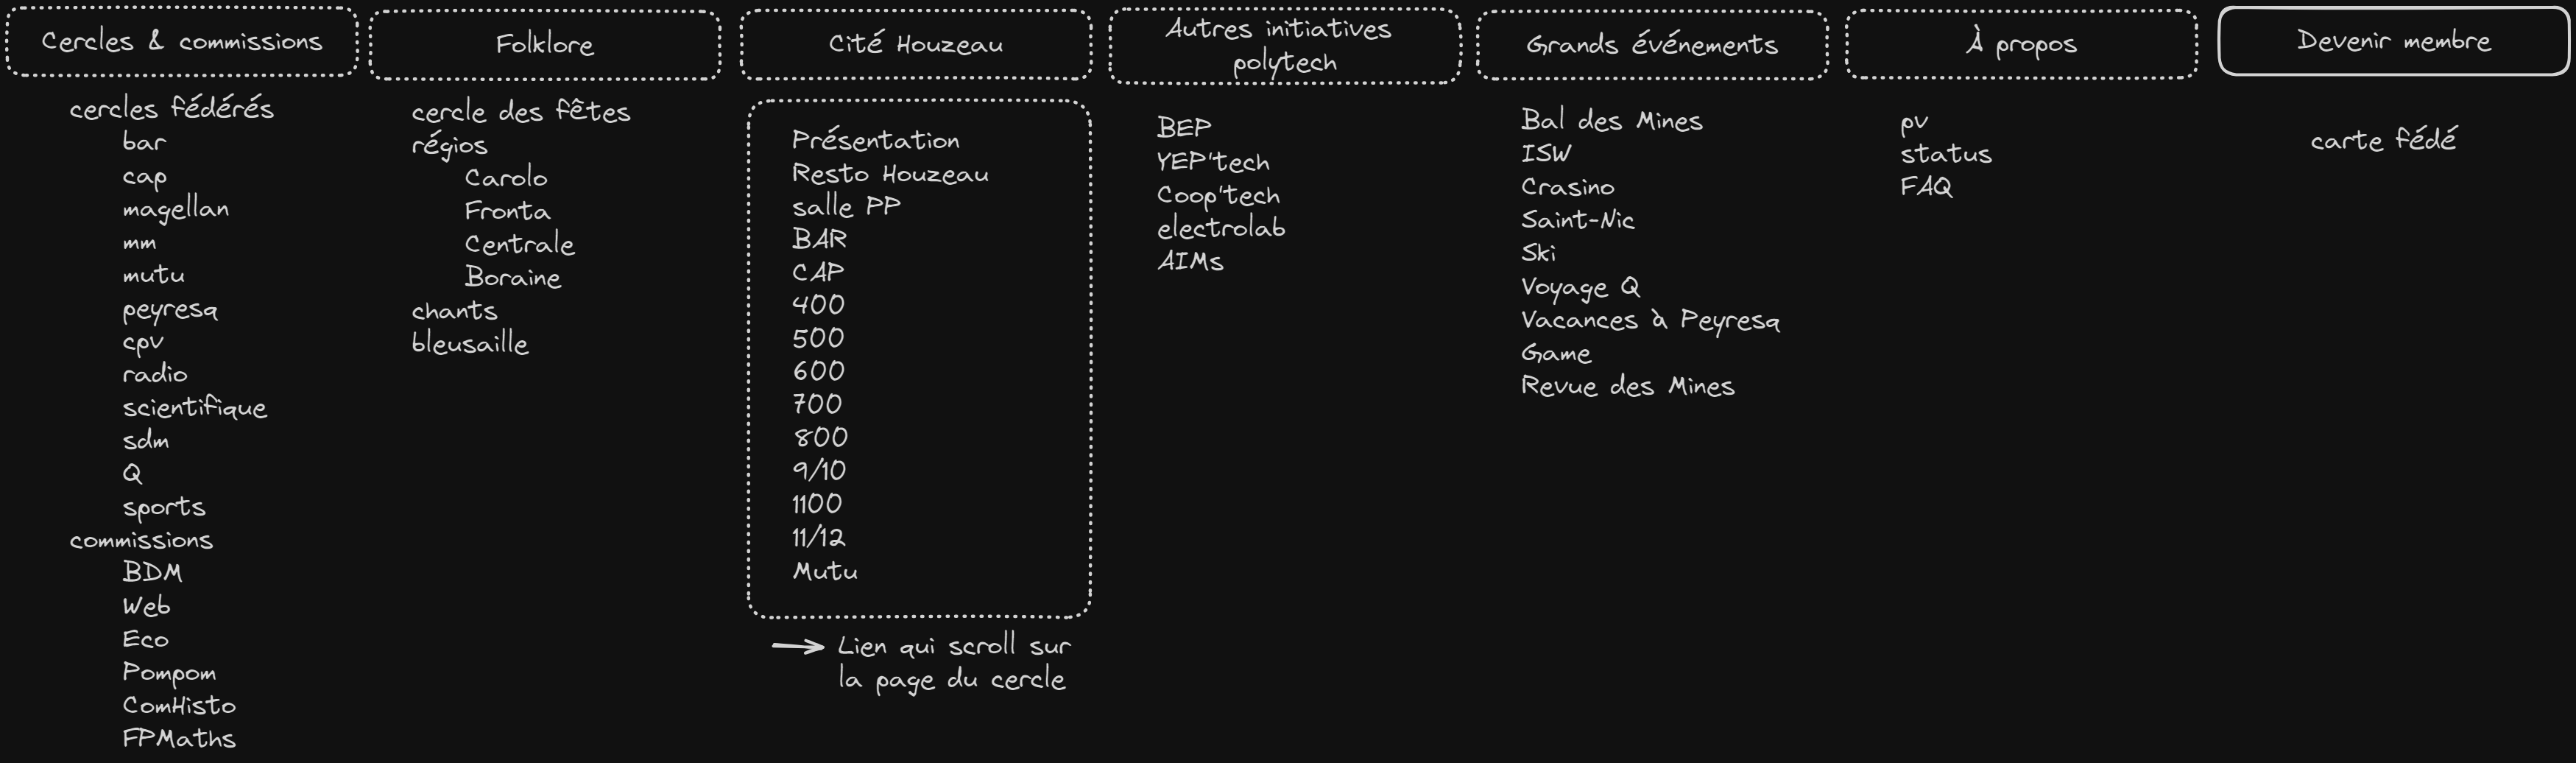 Cercles & commissions
cercles fédérés
bar
cap
magellan
mm
mutu
peyresq
cpv
radio
scientifique
sdm
Q
sports
commissions
BDM
Web
Eco
Pompom
ComHisto
FPMaths
Folklore
cercle des fêtes
régios
Carolo
Fronta
Centrale
Boraine
chants
bleusaille
Cité Houzeau
Présentation
Resto Houzeau
salle PP
BAR
CAP
400
500
600
700
800
9/10
1100
11/12
Mutu
Lien qui scroll sur
la page du cercle
Autres initiatives
polytech
BEP
YEP'tech
Coop'tech
electrolab
AIMs
Grands événements
Bal des Mines
ISW
Crasino
Saint-Nic
Ski
Voyage Q
Vacances à Peyresq
Game
Revue des Mines
À propos
pv
status
FAQ
Devenir membre
carte fédé